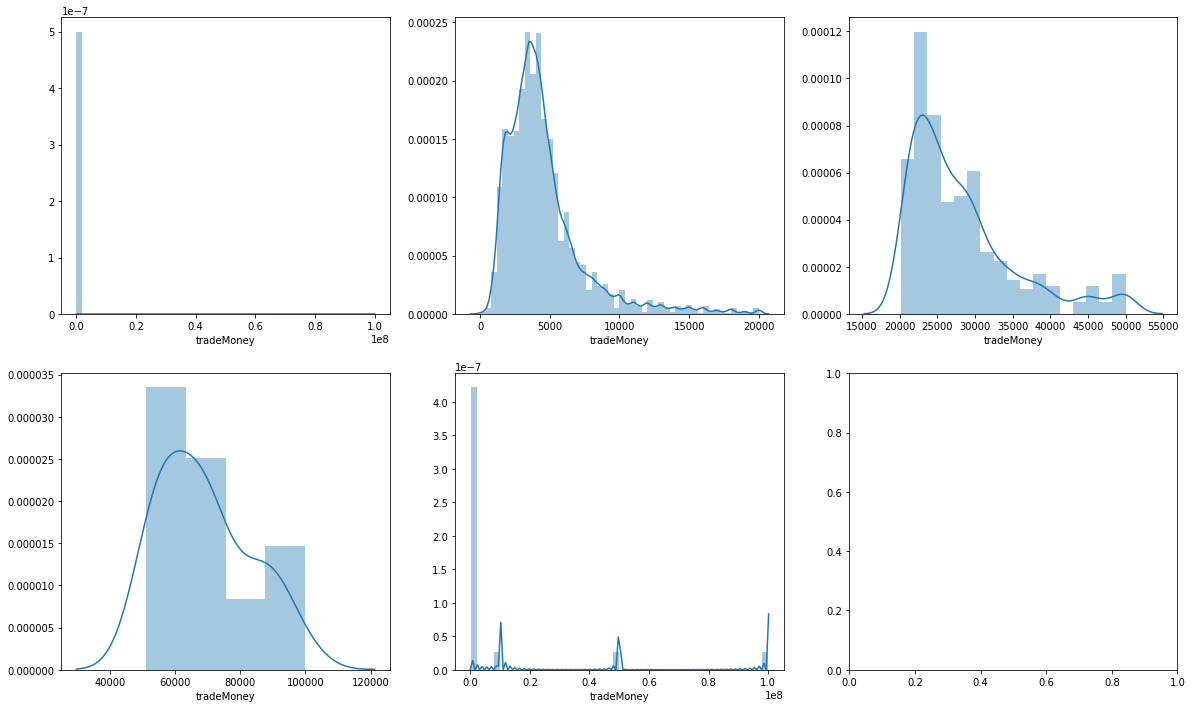 1e−7
5
4
3
2
1
0
0.0 0.2 0.4 0.6 0.8 1.0
1e8
tradeMoney
0.00025
0.00020
0.00015
0.00010
0.00005
0.00000
0 5000 10000 15000 20000
tradeMoney
0.00012
0.00010
0.00008
0.00006
0.00004
0.00002
0.00000
15000 20000 25000 30000 35000 40000 45000 50000 55000
tradeMoney
0.000035
0.000030
0.000025
0.000020
0.000015
0.000010
0.000005
0.000000
40000 60000 80000 100000 120000
tradeMoney
1e−7
4.0
3.5
3.0
2.5
2.0
1.5
1.0
0.5
0.0
0.0 0.2 0.4 0.6 0.8 1.0
1e8
tradeMoney
1.0
0.8
0.6
0.4
0.2
0.0
0.0 0.2 0.4 0.6 0.8 1.0